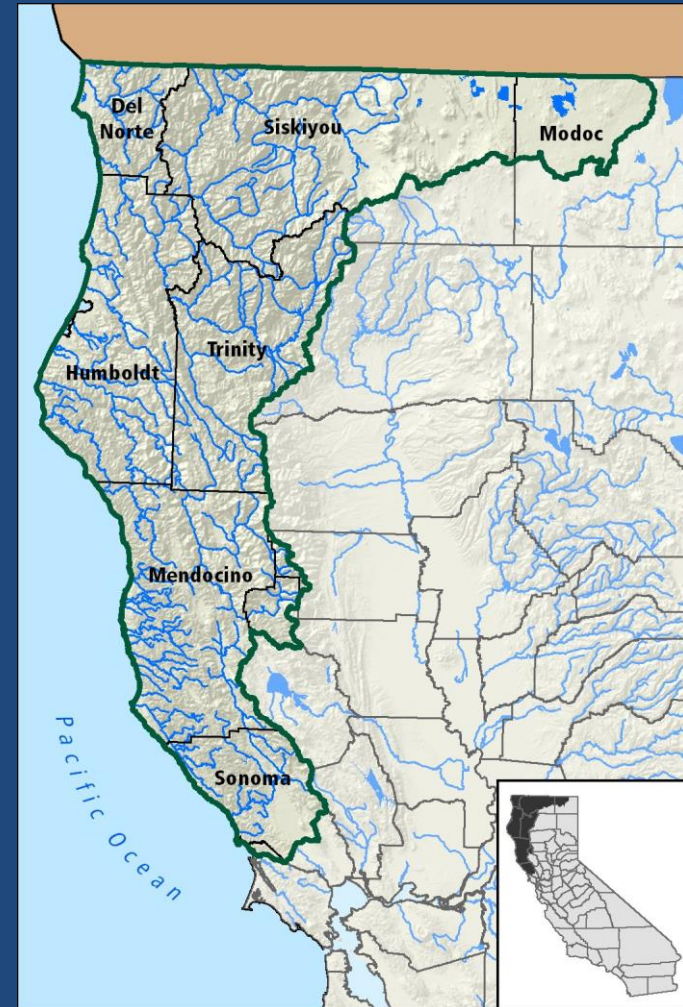 Del
Norte
Siskiyou
Modoc
Trinity
Humboldt
Mendocino
Sonoma
Pacific Ocean